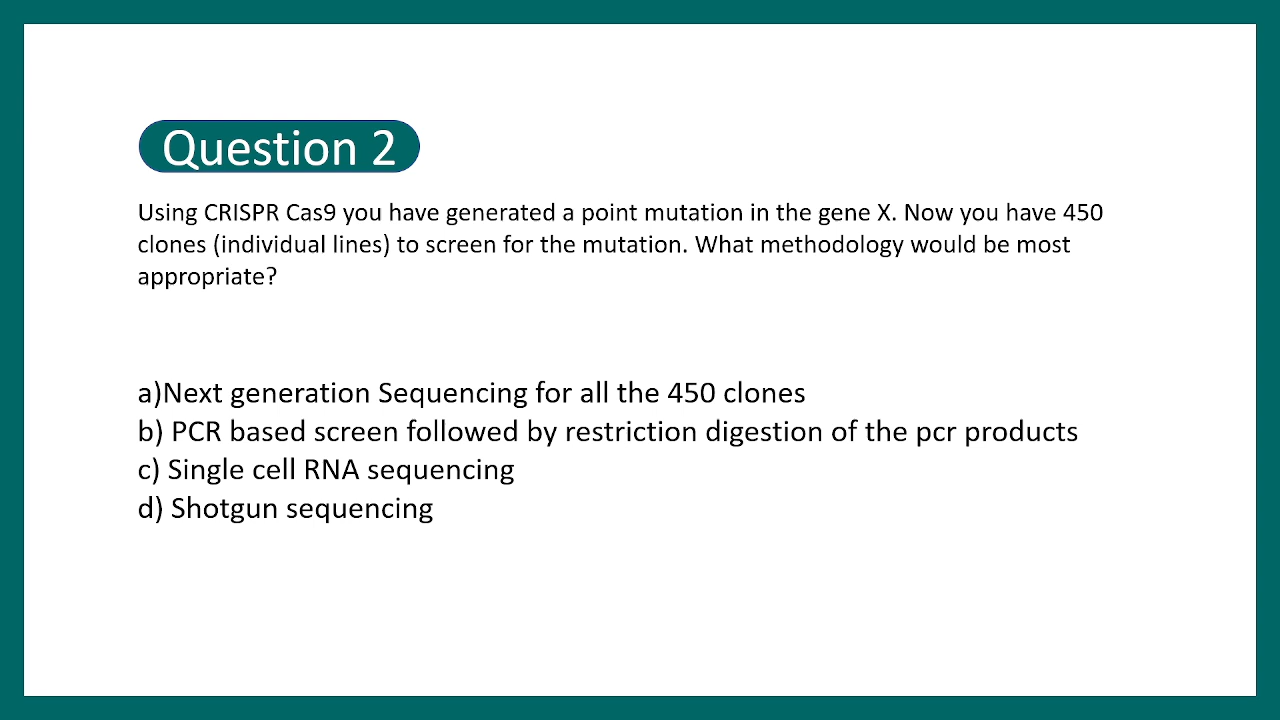 Question 2
Using CRISPR Cas9 you have generated a point mutation in the gene X. Now you have 450
clones (individual lines) to screen for the mutation. What methodology would be most
appropriate?
a)Next generation Sequencing for all the 450 clones
b) PCR based screen followed by restriction digestion of the pcr products
c) Single cell RNA sequencing
d) Shotgun sequencing